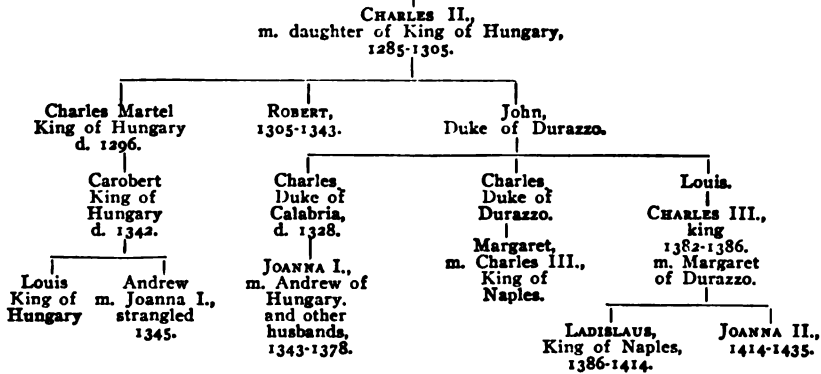 CHARLES II.,
m. daughter of King of Hungary,
1285-1305.
Charles Martel
King of Hungary
d. 1296.
ROBERT,
1305-1343.
John,
Duke of Durazzo.
Carobert
King of
Hungary
d. 1342.
Charles,
Duke of
Calabria,
d. 1328.
Charles,
Duke of
Durazzo.
Louis.
CHARLES III.,
king
1382-1386.
m. Margaret
of Durazzo.
Louis
King of
Hungary
Andrew
m. Joanna I.,
strangled
1345.
JOANNA I.,
m. Andrew of
Hungary.
and other
husbands,
1343-1378.
Margaret,
m. Charles III.,
King of
Naples.
LADISLAUS,
King of Naples,
1386-1414.
JOANNA II.,
1414-1435.